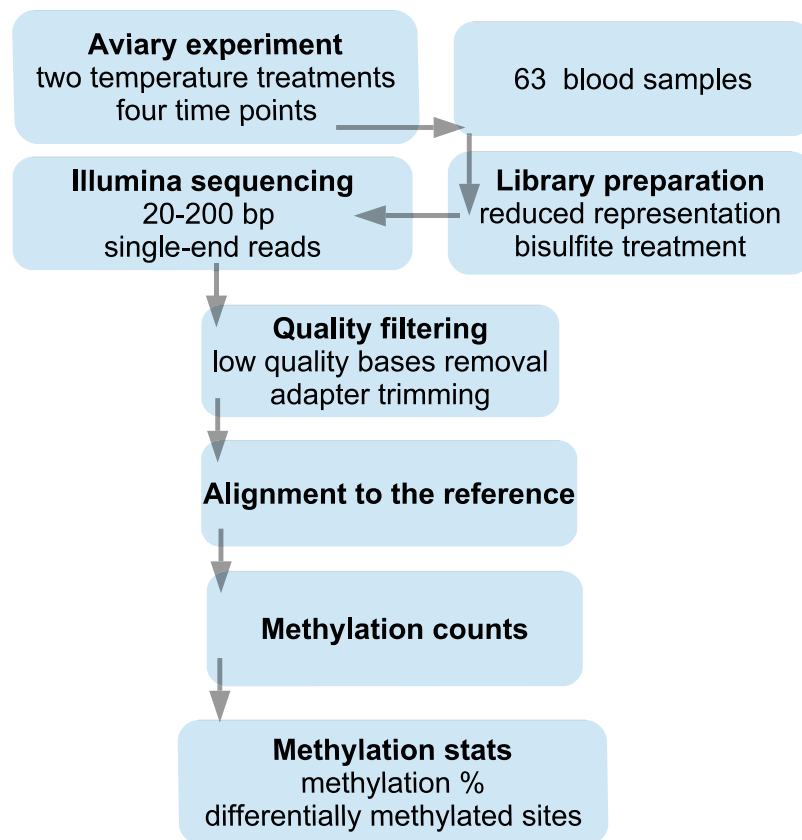 Aviary experiment
two temperature treatments
four time points
63 blood samples
Library preparation
reduced representation
bisulfite treatment
Illumina sequencing
20-200 bp
single-end reads
Quality filtering
low quality bases removal
adapter trimming
Alignment to the reference
Methylation counts
Methylation stats
methylation %
differentially methylated sites